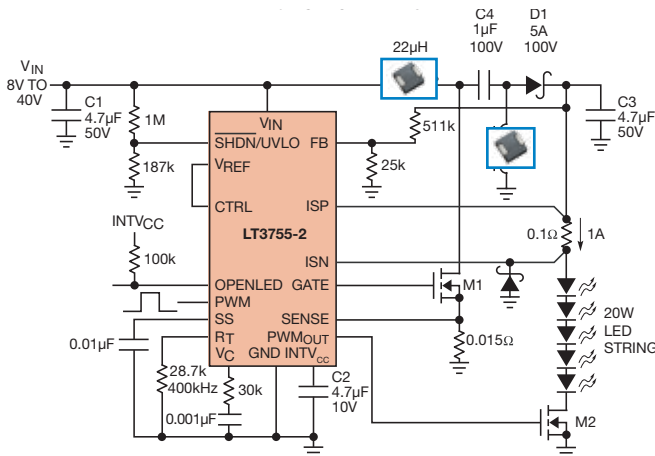 C4
1µF
100V
D1
5A
100V
22µH
VIN
8V TO
40V
C1
4.7µF
50V
1M
VIN
SHDN/UVLO
FB
511k
C3
4.7µF
50V
187k
VREF
25k
CTRL
ISP
INTVCC
LT3755-2
0.1Ω
1A
100k
ISN
OPENLED
GATE
M1
PWM
SS
SENSE
20W
LED
STRING
0.01µF
RT
PWMOUT
0.015Ω
VC
GND
INTVCC
28.7k
400kHz
30k
C2
4.7µF
10V
0.001µF
M2